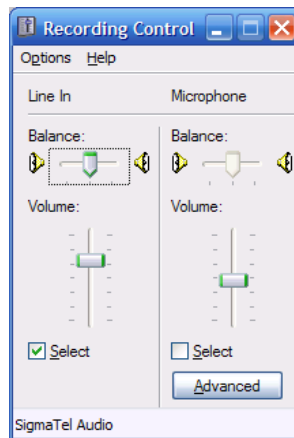 Recording Control
Options Help
Line In
Balance:
Volume:
Select
Microphone
Balance:
Volume:
Select
Advanced
SigmaTel Audio